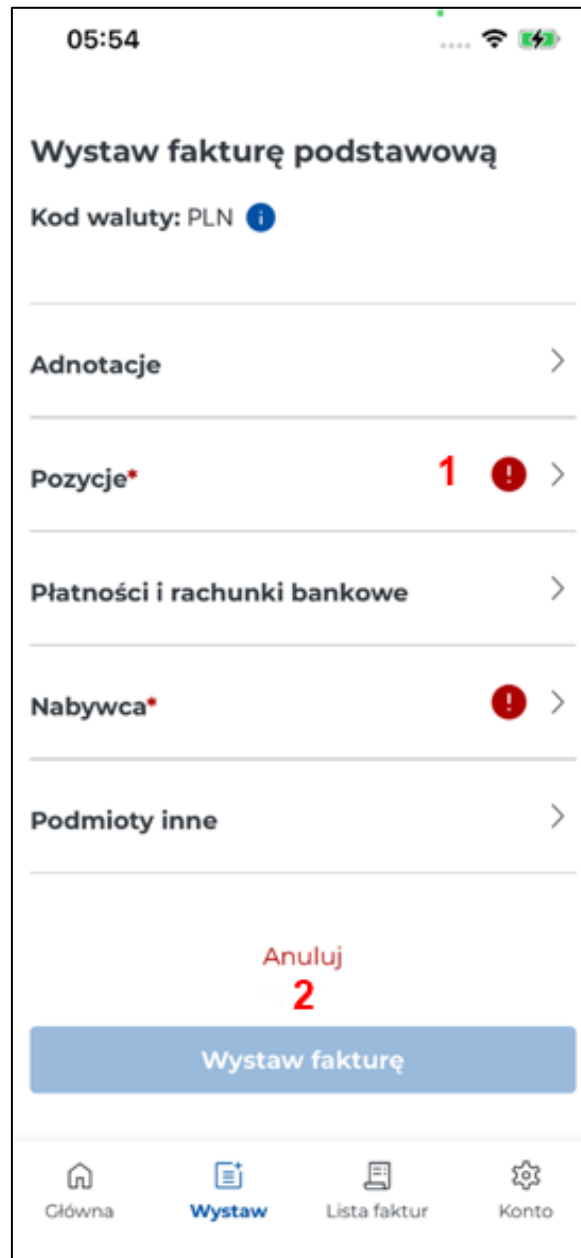 05:54
Wystaw fakturę podstawową
Kod waluty: PLN i
Adnotacje
Pozycje* 1 !
Płatności i rachunki bankowe
Nabywca* !
Podmioty inne
Anuluj
2
Wystaw fakturę
Główna Wystaw Lista faktur Konto